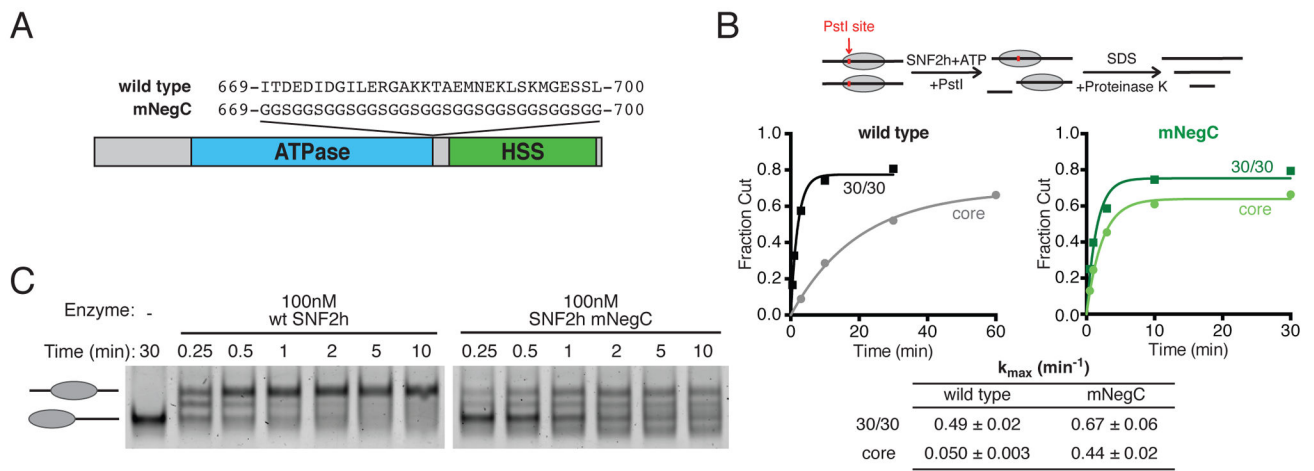 A
wild type 669-ITDEDIDGILERGAKKTAEMNEKLSKMGESSL-700
mNegC 669-GGSGGSGGSGGSGGSGGSGGSGGSGGSGGSGG-700
ATPase HSS
B
PstI site
SNF2h+ATP
+PstI
SDS
+Proteinase K
wild type
Fraction Cut
1.0
0.8
0.6
0.4
0.2
0.0
30/30
core
0 20 40 60
Time (min)
mNegC
Fraction Cut
1.0
0.8
0.6
0.4
0.2
0.0
30/30
core
0 10 20 30
Time (min)
kmax (min-1)
wild type mNegC
30/30 0.49 ± 0.02 0.67 ± 0.06
core 0.050 ± 0.003 0.44 ± 0.02
C
Enzyme: - 100nM wt SNF2h 100nM SNF2h mNegC
Time (min): 30 0.25 0.5 1 2 5 10 0.25 0.5 1 2 5 10